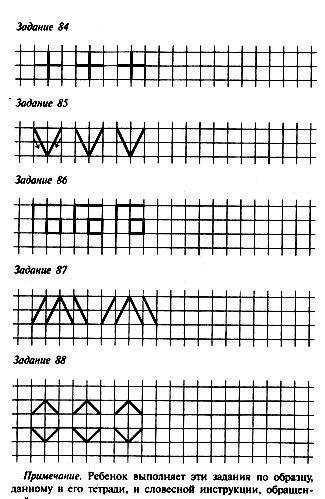 Задание 84
Задание 85
Задание 86
Задание 87
Задание 88
Примечание. Ребенок выполняет эти задания по образцу,
данному в его тетради, и словесной инструкции, обращен-